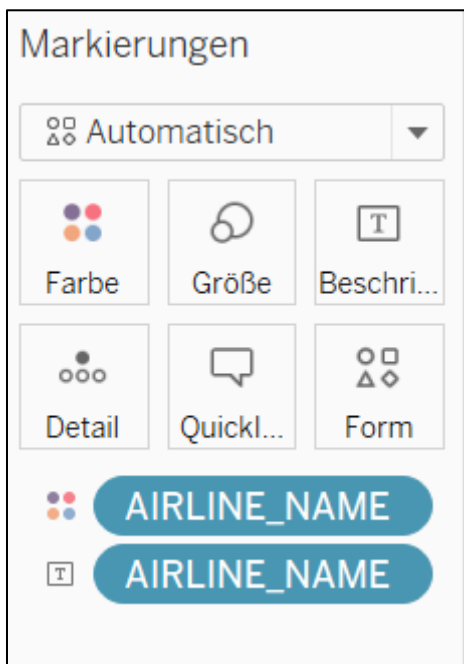 Markierungen
Automatisch
Farbe Größe Beschri...
Detail Quickl... Form
AIRLINE_NAME
T AIRLINE_NAME